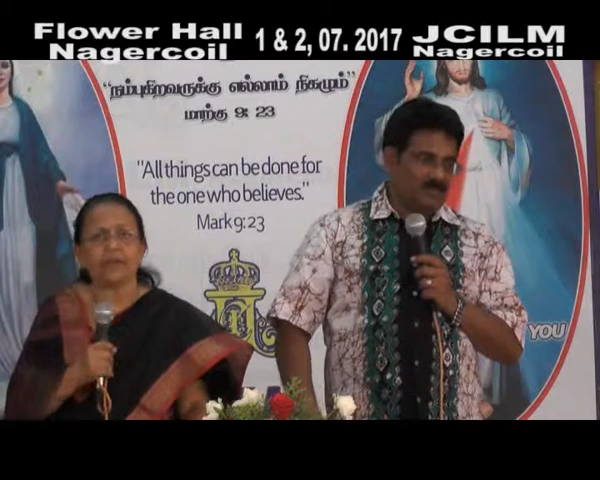 Flower Hall
Nagercoil
1 & 2, 07. 2017
JCILM
Nagercoil
"நம்புகிறவருக்கு எல்லாம் நிகழும்"
மாற்கு 9: 23
"All things can be done for
the one who believes."
Mark 9:23
YOU